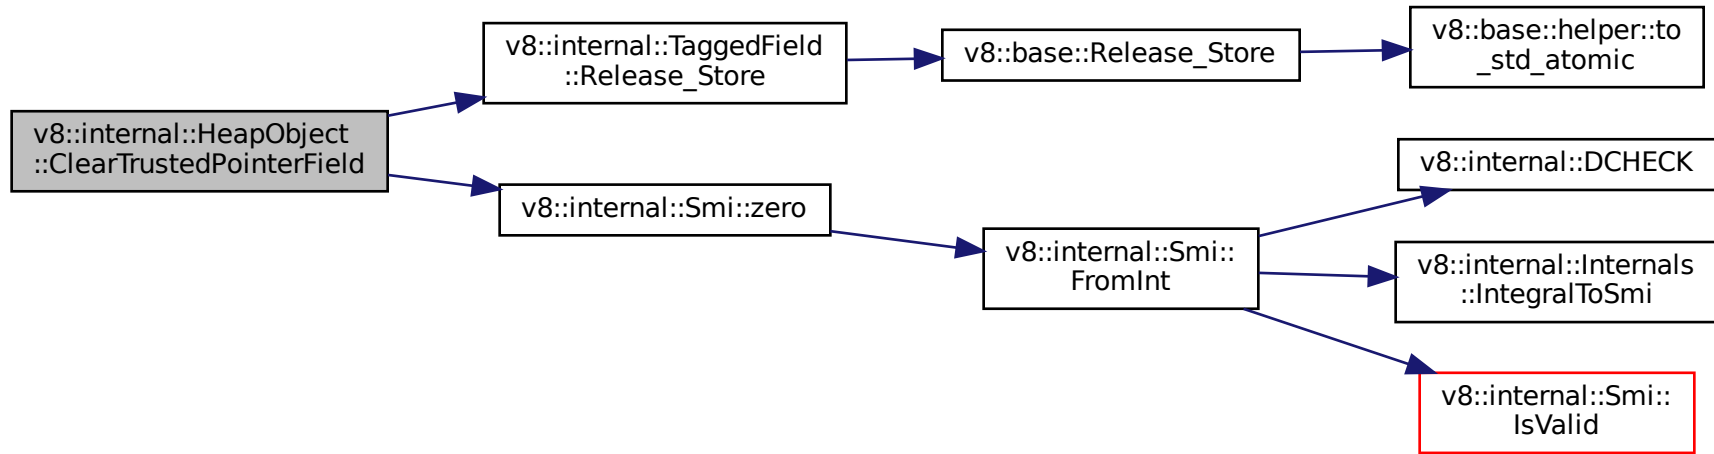 v8::internal::HeapObject
::ClearTrustedPointerField
v8::internal::TaggedField
::Release_Store
v8::base::Release_Store
v8::base::helper::to
_std_atomic
v8::internal::Smi::zero
v8::internal::Smi::
FromInt
v8::internal::DCHECK
v8::internal::Internals
::IntegralToSmi
v8::internal::Smi::
IsValid